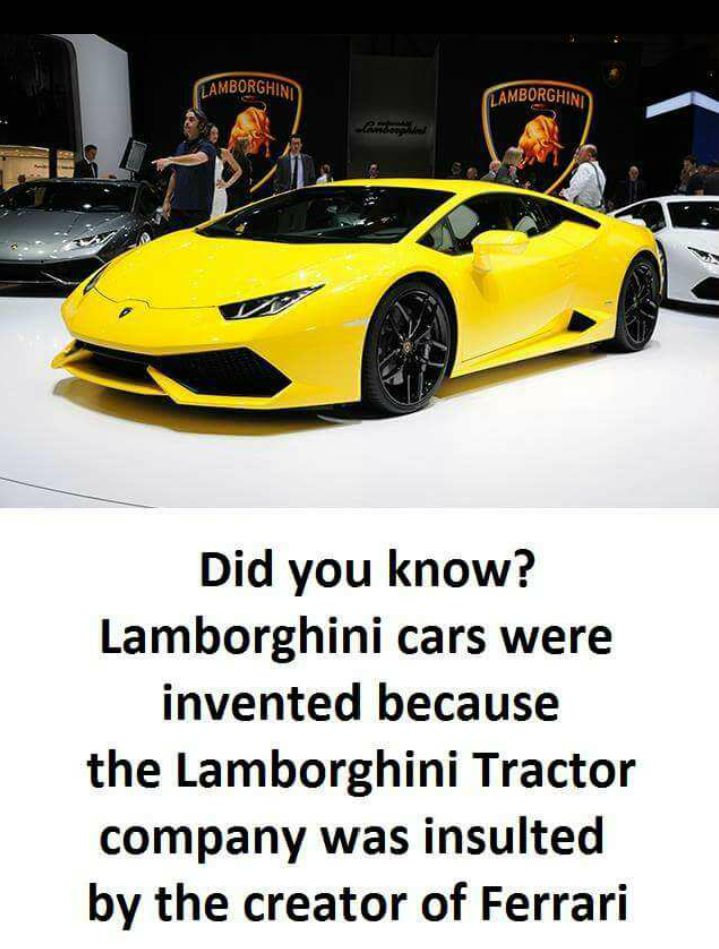 LAMBORGHINI
LAMBORGHINI
Lamborghini
Did you know?
Lamborghini cars were
invented because
the Lamborghini Tractor
company was insulted
by the creator of Ferrari